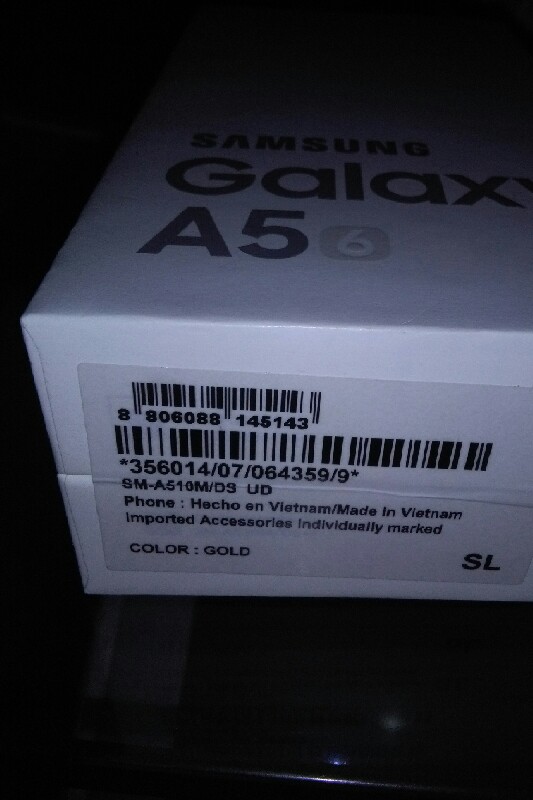 SAMSUNG
Galaxy
A5 6
8 806088 145143
*356014/07/064359/9*
SM-A510M/DS UD
Phone : Hecho en Vietnam/Made in Vietnam
Imported Accessories Individually marked
COLOR : GOLD
SL